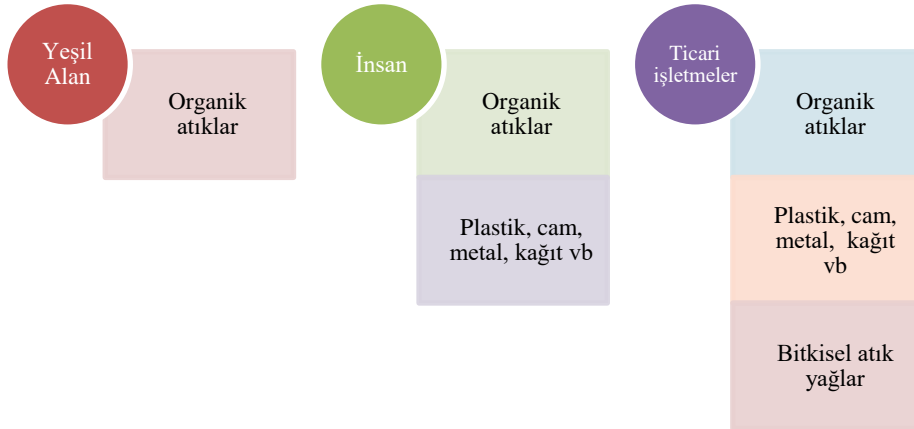 Yeşil
Alan
Organik
atıklar
İnsan
Organik
atıklar
Plastik, cam,
metal, kağıt vb
Ticari
işletmeler
Organik
atıklar
Plastik, cam,
metal, kağıt
vb
Bitkisel atık
yağlar